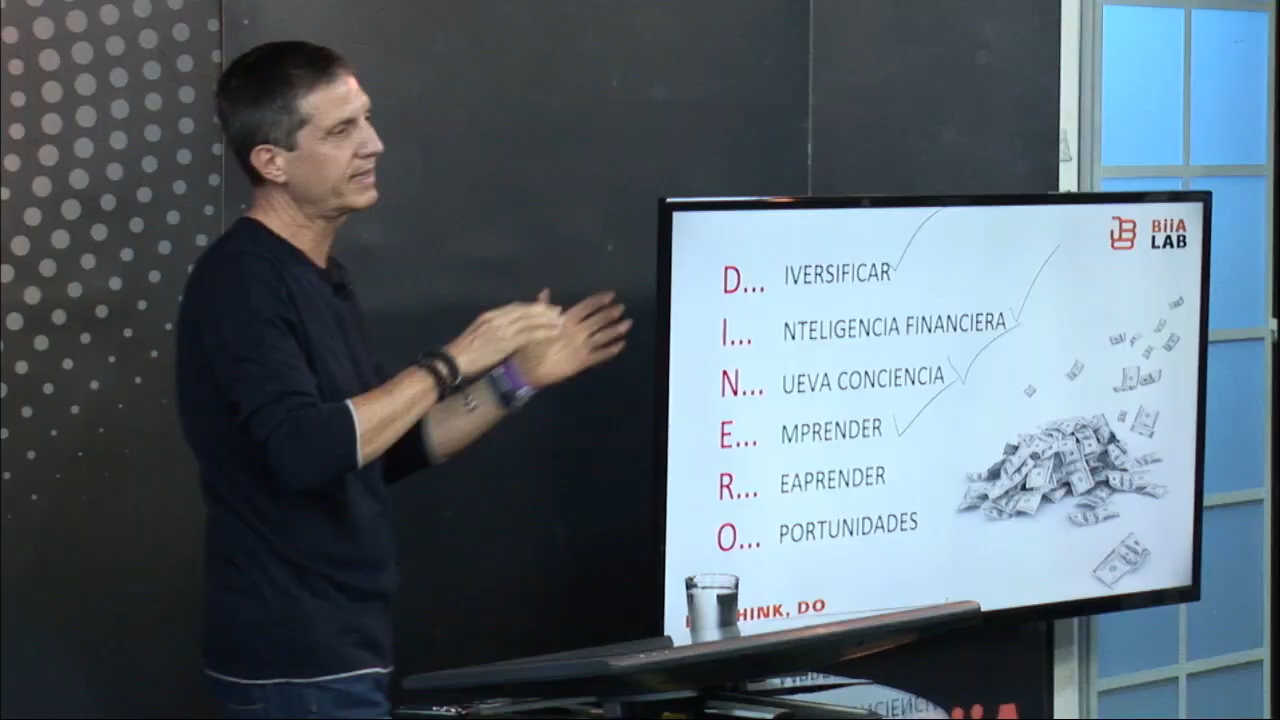 BiiA
LAB
D... IVERSIFICAR
I... NTELIGENCIA FINANCIERA
N... UEVA CONCIENCIA
E... MPRENDER
R... EAPRENDER
O... PORTUNIDADES
HINK, DO